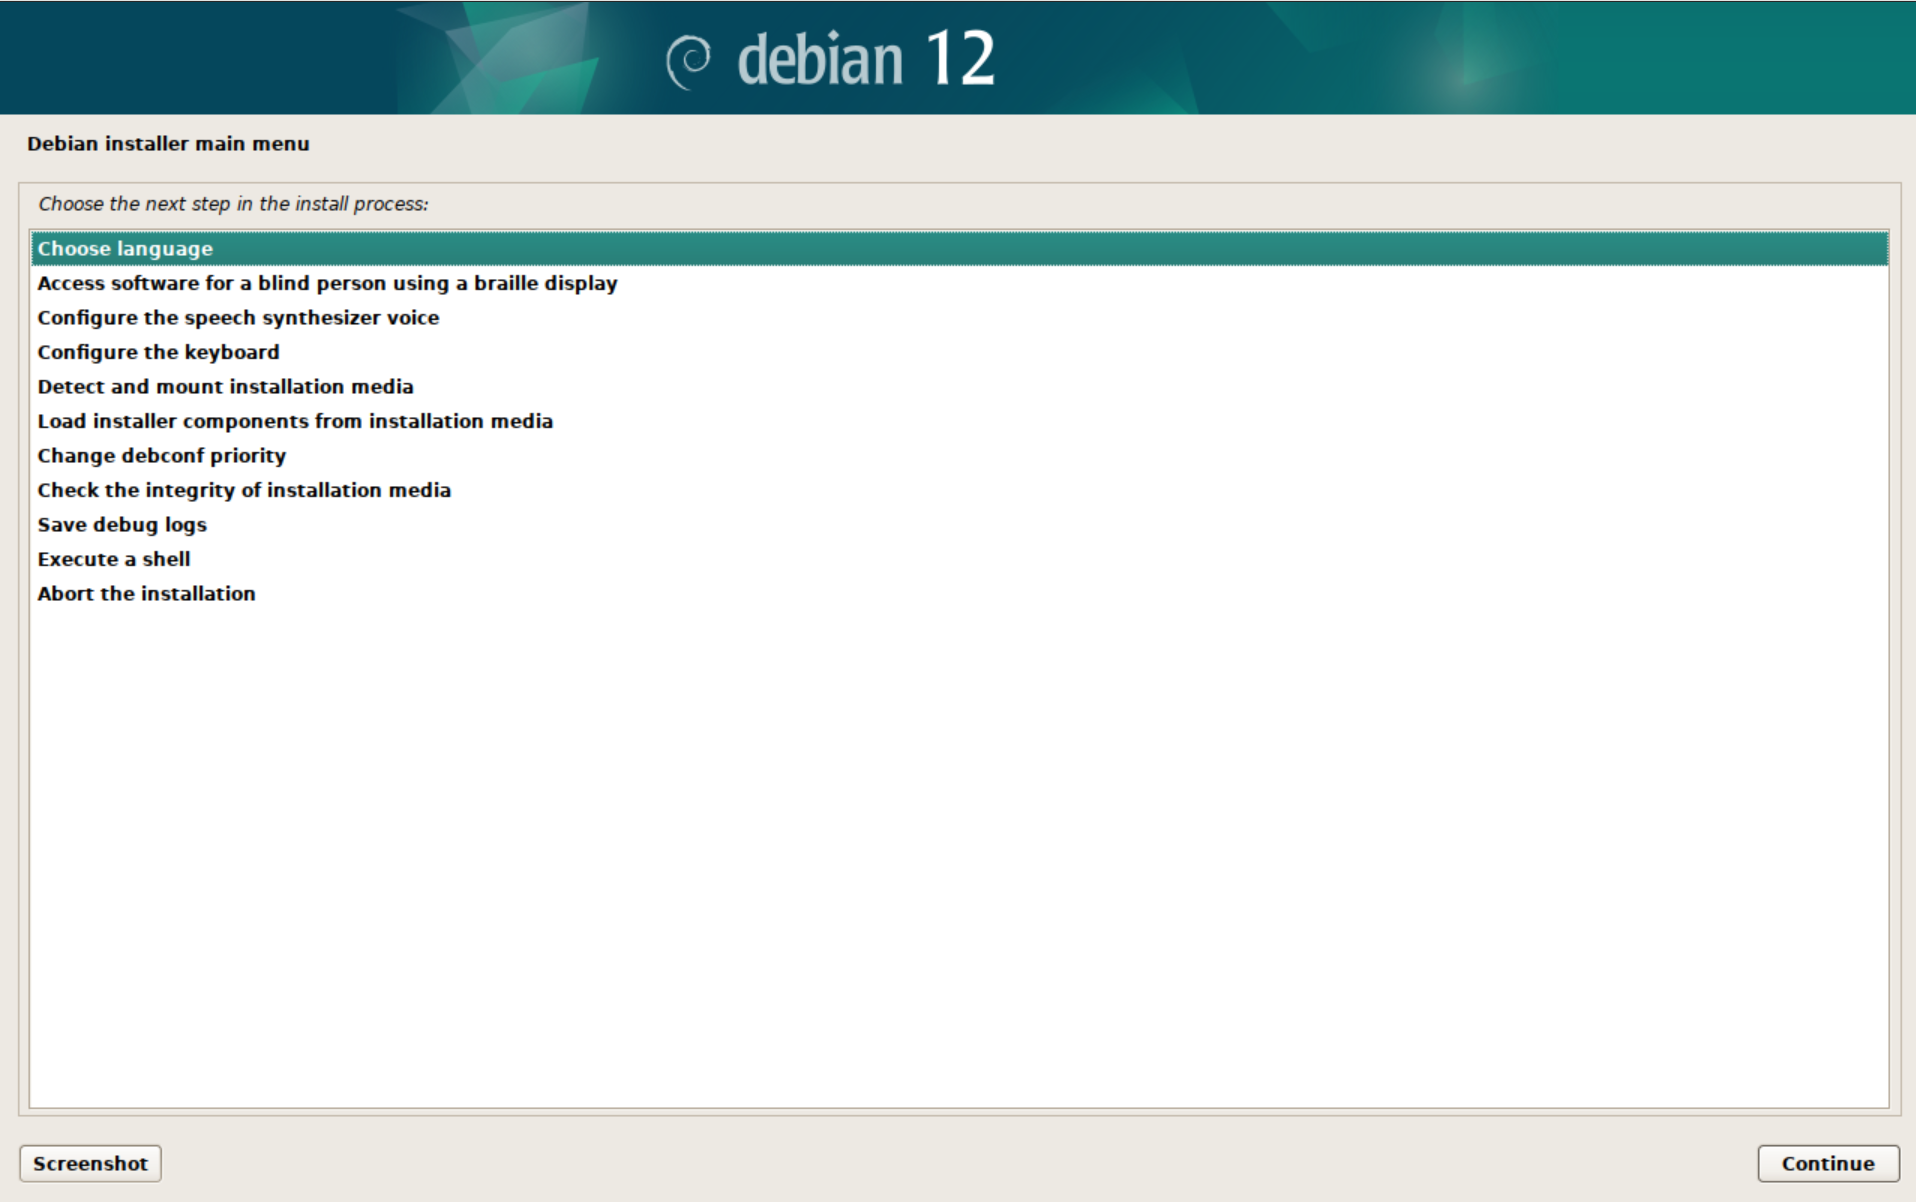 debian 12
Debian installer main menu
Choose the next step in the install process:
Choose language
Access software for a blind person using a braille display
Configure the speech synthesizer voice
Configure the keyboard
Detect and mount installation media
Load installer components from installation media
Change debconf priority
Check the integrity of installation media
Save debug logs
Execute a shell
Abort the installation
Screenshot
Continue